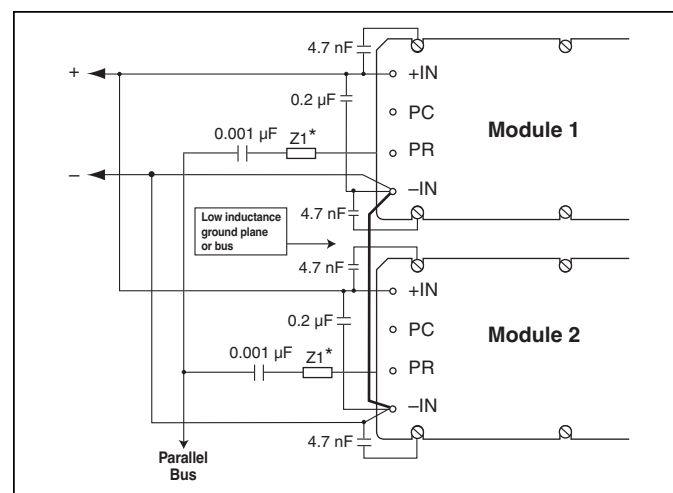 4.7 nF
+
+IN
0.2 µF
PC
Module 1
0.001 µF
Z1*
PR
–
–IN
4.7 nF
Low inductance
ground plane
or bus
4.7 nF
+IN
0.2 µF
PC
Module 2
0.001 µF
Z1*
PR
–IN
4.7 nF
Parallel
Bus